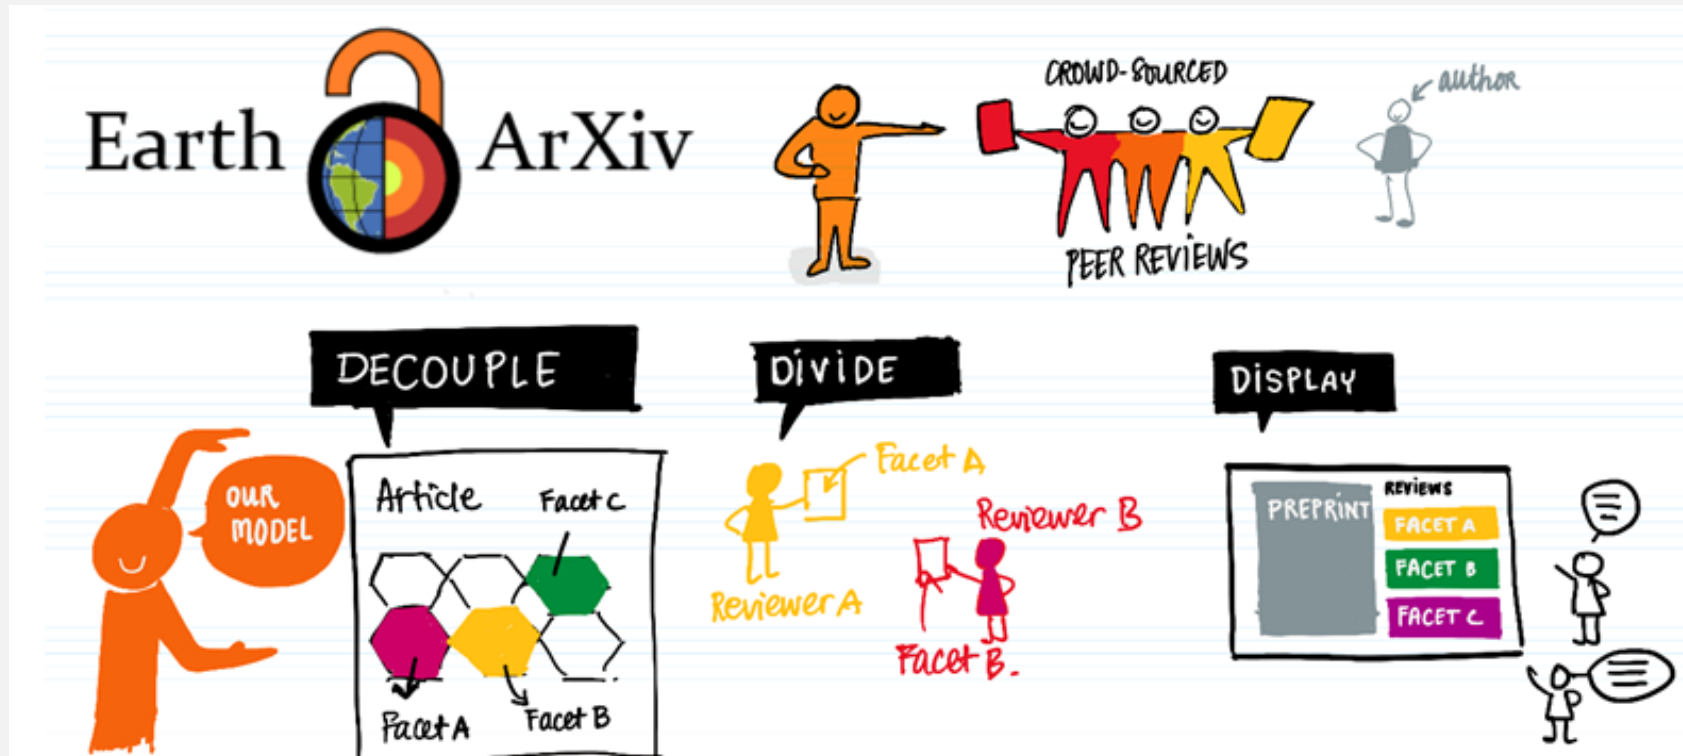 Earth ArXiv
CROWD-SOURCED
PEER REVIEWS
author
DECOUPLE
OUR
MODEL
Article
Facet C
Facet A
Facet B
DIVIDE
Facet A
Reviewer A
Reviewer B
Facet B.
DISPLAY
PREPRINT
REVIEWS
FACET A
FACET B
FACET C